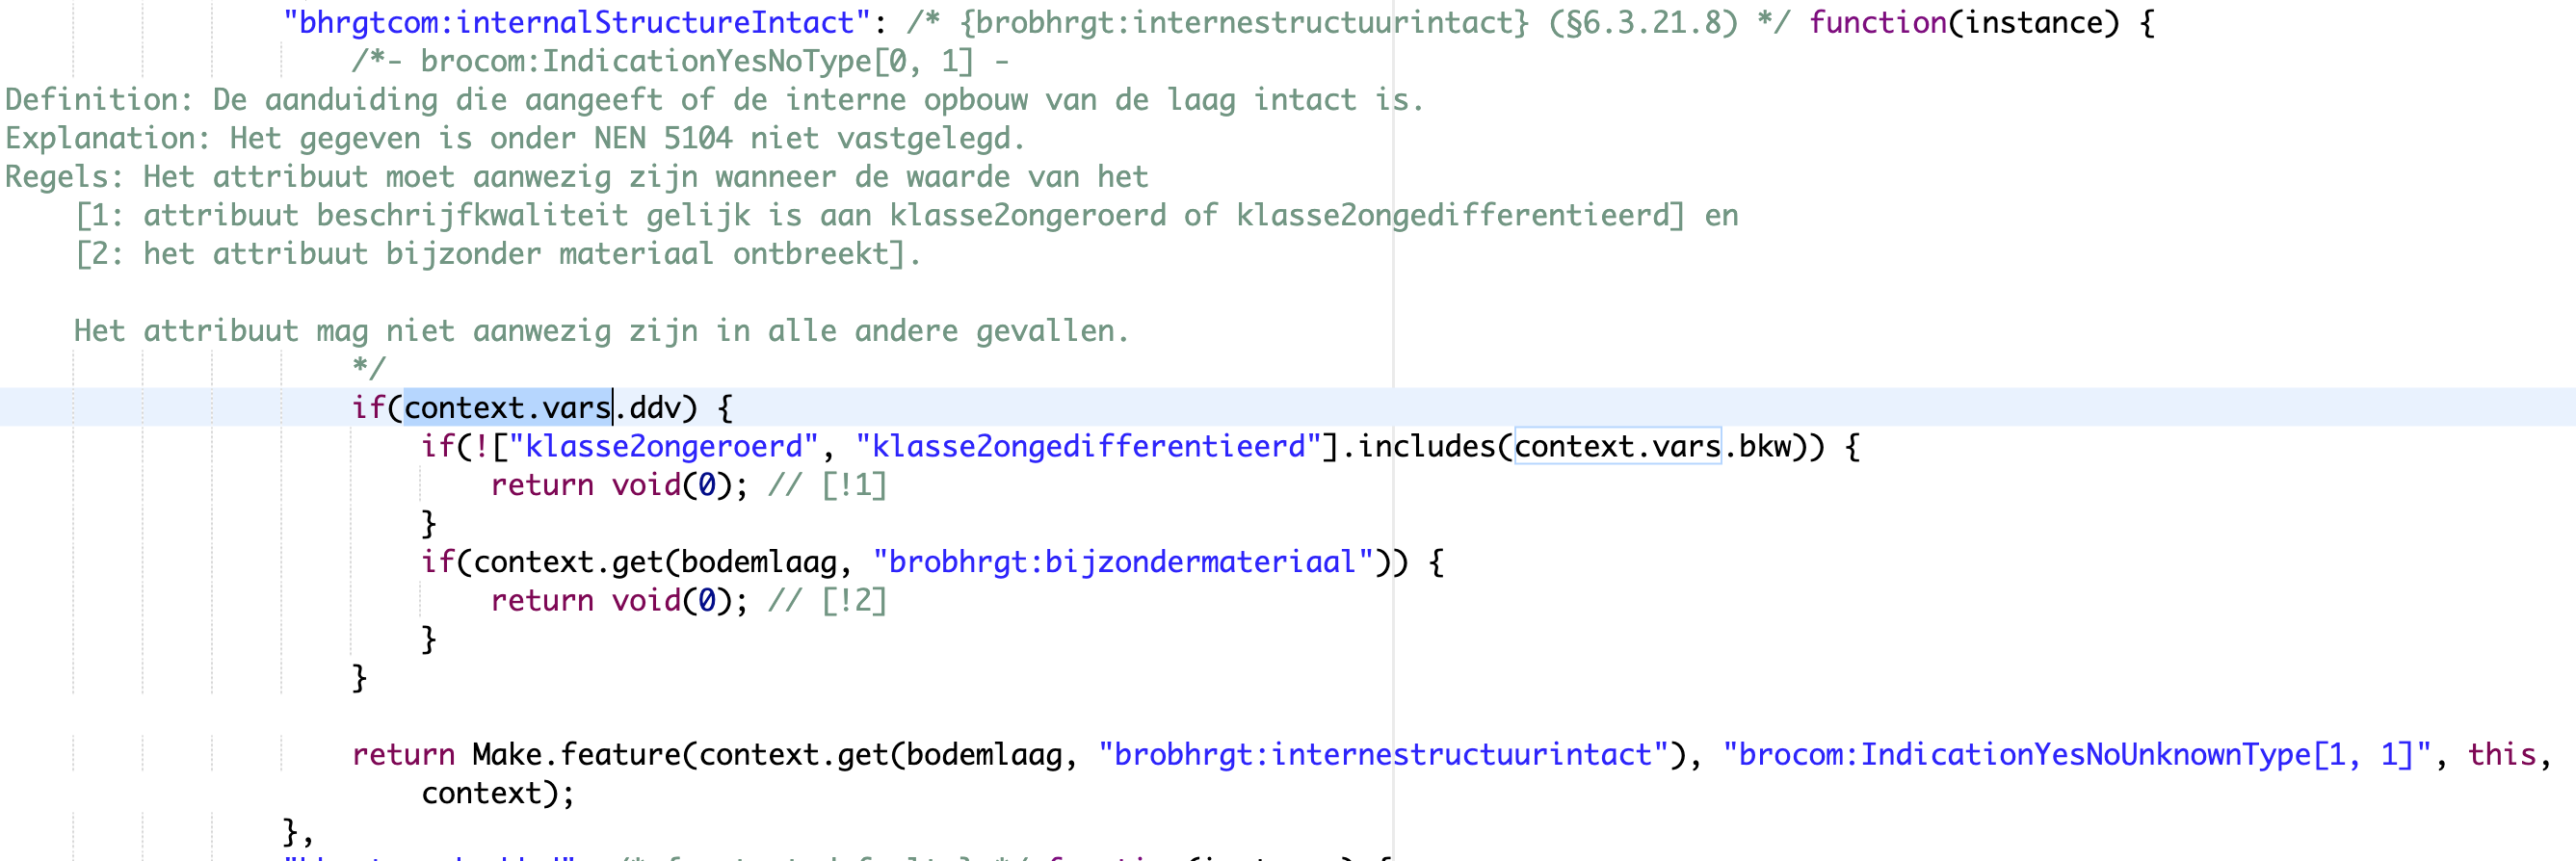 "bhrgtcom:internalStructureIntact": /* {brobhrgt:internestructuurintact} (§6.3.21.8) */ function(instance) {
/*- brocom:IndicationYesNoType[0, 1] -
Definition: De aanduiding die aangeeft of de interne opbouw van de laag intact is.
Explanation: Het gegeven is onder NEN 5104 niet vastgelegd.
Regels: Het attribuut moet aanwezig zijn wanneer de waarde van het
[1: attribuut beschrijfkwaliteit gelijk is aan klasse2ongeroerd of klasse2ongedifferentieerd] en
[2: het attribuut bijzonder materiaal ontbreekt].
Het attribuut mag niet aanwezig zijn in alle andere gevallen.
*/
if(context.vars.ddv) {
if(!["klasse2ongeroerd", "klasse2ongedifferentieerd"].includes(context.vars.bkw)) {
return void(0); // [!1]
}
if(context.get(bodemlaag, "brobhrgt:bijzondermateriaal")) {
return void(0); // [!2]
}
}
return Make.feature(context.get(bodemlaag, "brobhrgt:internestructuurintact"), "brocom:IndicationYesNoUnknownType[1, 1]", this,
context);
},